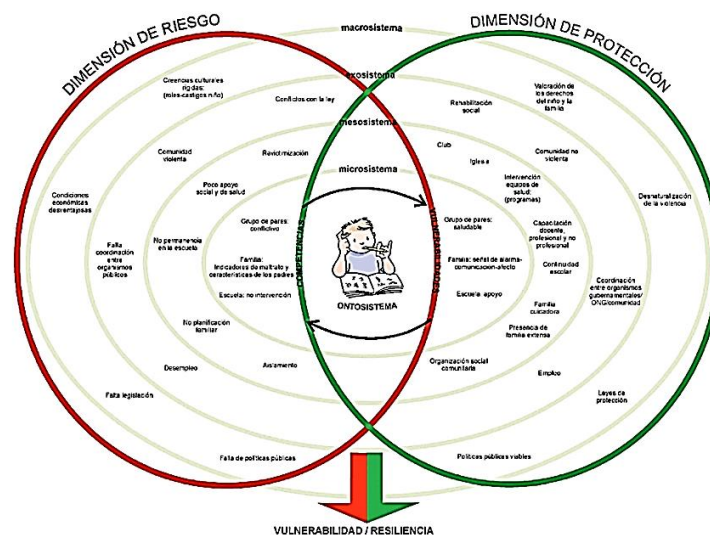 DIMENSIÓN DE RIESGO
DIMENSIÓN DE PROTECCIÓN
macrosistema
exosistema
mesosistema
microsistema
Creencias culturales
rígidas:
(roles-castigos niño)
Conflictos con la ley
Comunidad
violenta
Revictimización
Poco apoyo
social y de salud
Condiciones
económicas
desventajosas
Grupo de pares:
conflictivo
Falta
coordinación
entre
organismos
públicos
No permanencia
en la escuela
Familia:
Indicadores de maltrato y
características de los padres
Escuela: no intervención
No planificación
familiar
Desempleo
Aislamiento
Falta legislación
Falta de políticas públicas
COMPETENCIAS
VULNERABILIDADES
ONTOSISTEMA
Valoración de
los derechos
del niño y la
familia
Rehabilitación
social
Club
Iglesia
Comunidad no
violenta
Intervención
equipos de
salud:
(programas)
Desnaturalización
de la violencia
Grupo de pares:
saludable
Capacitación
docente,
profesional y no
profesional
Familia: señal de alarma-
comunicación-afecto
Continuidad
escolar
Escuela: apoyo
Coordinación
entre organismos
gubernamentales/
ONG/comunidad
Familia
cuidadora
Presencia de
familia extensa
Organización social
comunitaria
Empleo
Leyes de
protección
Políticas públicas viables
VULNERABILIDAD / RESILIENCIA